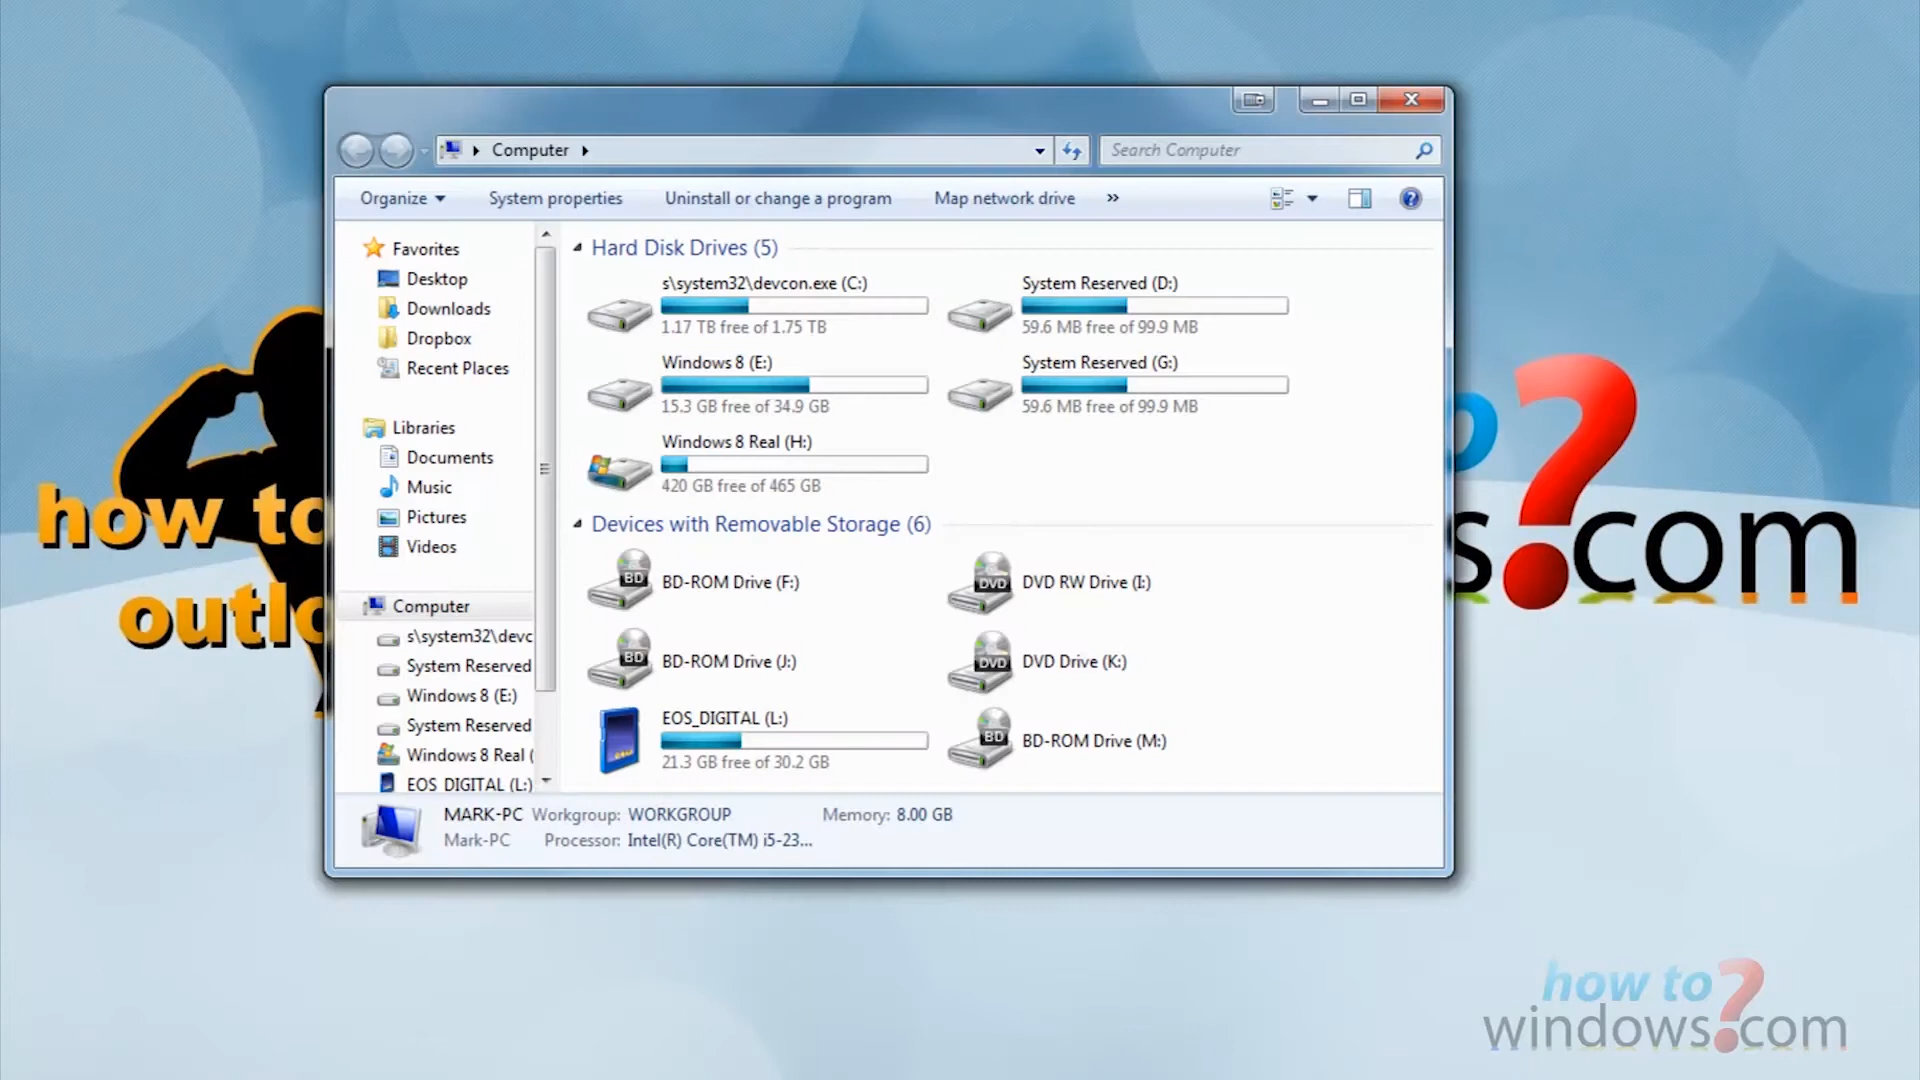 Computer
Search Computer
Organize
System properties
Uninstall or change a program
Map network drive
»
Favorites
Desktop
Downloads
Dropbox
Recent Places
Libraries
Documents
Music
Pictures
Videos
Computer
s\system32\devc
System Reserved
Windows 8 (E:)
System Reserved
Windows 8 Real (
EOS_DIGITAL (L:)
Hard Disk Drives (5)
s\system32\devcon.exe (C:)
1.17 TB free of 1.75 TB
System Reserved (D:)
59.6 MB free of 99.9 MB
Windows 8 (E:)
15.3 GB free of 34.9 GB
System Reserved (G:)
59.6 MB free of 99.9 MB
Windows 8 Real (H:)
420 GB free of 465 GB
Devices with Removable Storage (6)
BD
BD-ROM Drive (F:)
DVD
DVD RW Drive (I:)
BD
BD-ROM Drive (J:)
DVD
DVD Drive (K:)
EOS_DIGITAL (L:)
21.3 GB free of 30.2 GB
BD
BD-ROM Drive (M:)
MARK-PC Workgroup: WORKGROUP Memory: 8.00 GB
Mark-PC Processor: Intel(R) Core(TM) i5-23...
how to
outlo
?
s.com
how to?
windows.com